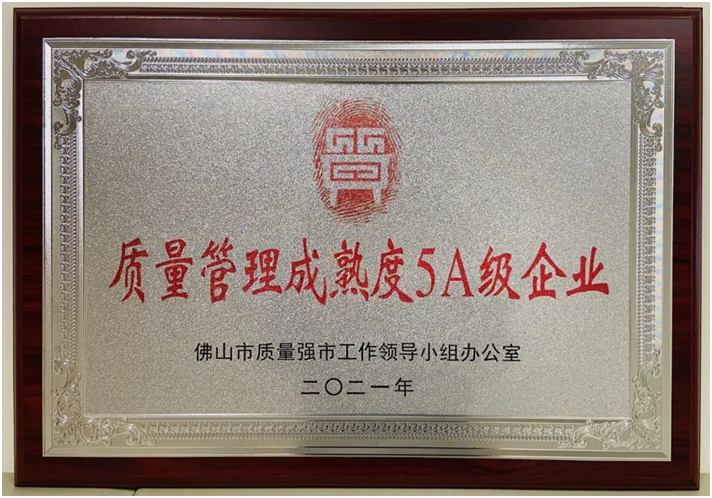 質
质量管理成熟度5A级企业
佛山市质量强市工作领导小组办公室
二〇二一年